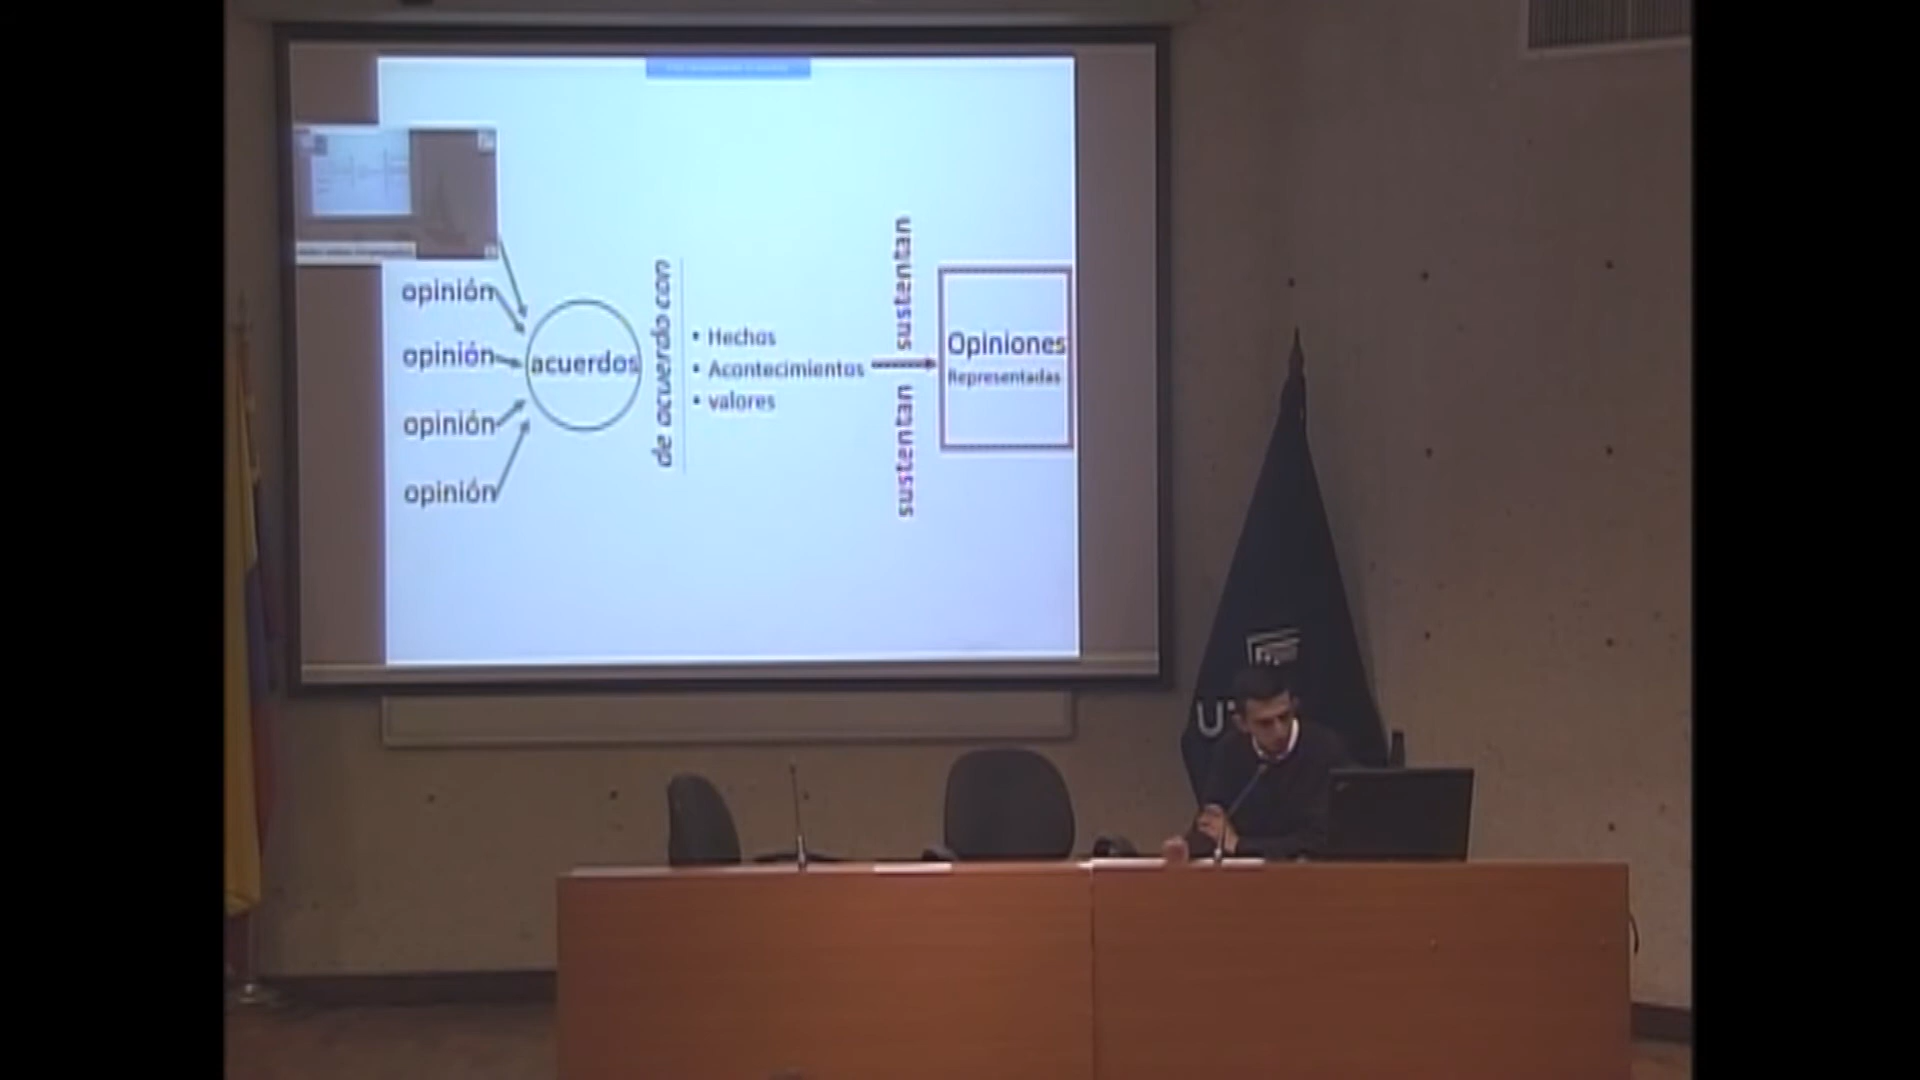 opinión
opinión
opinión
opinión
acuerdos
de acuerdo con
• Hechos
• Acontecimientos
• valores
sustentan
sustentan
Opiniones
Representadas